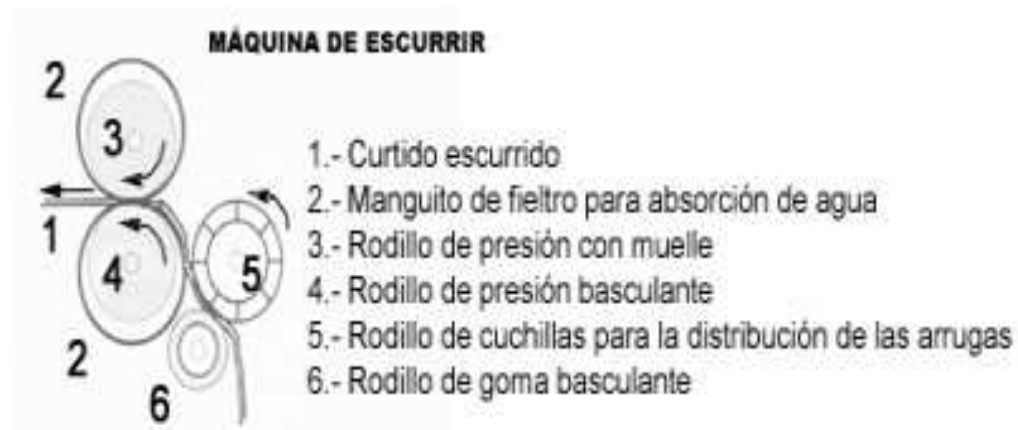 MÁQUINA DE ESCURRIR
2
3
1
4
5
2
6
1.- Curtido escurrido
2.- Manguito de fieltro para absorción de agua
3.- Rodillo de presión con muelle
4.- Rodillo de presión basculante
5.- Rodillo de cuchillas para la distribución de las arrugas
6.- Rodillo de goma basculante